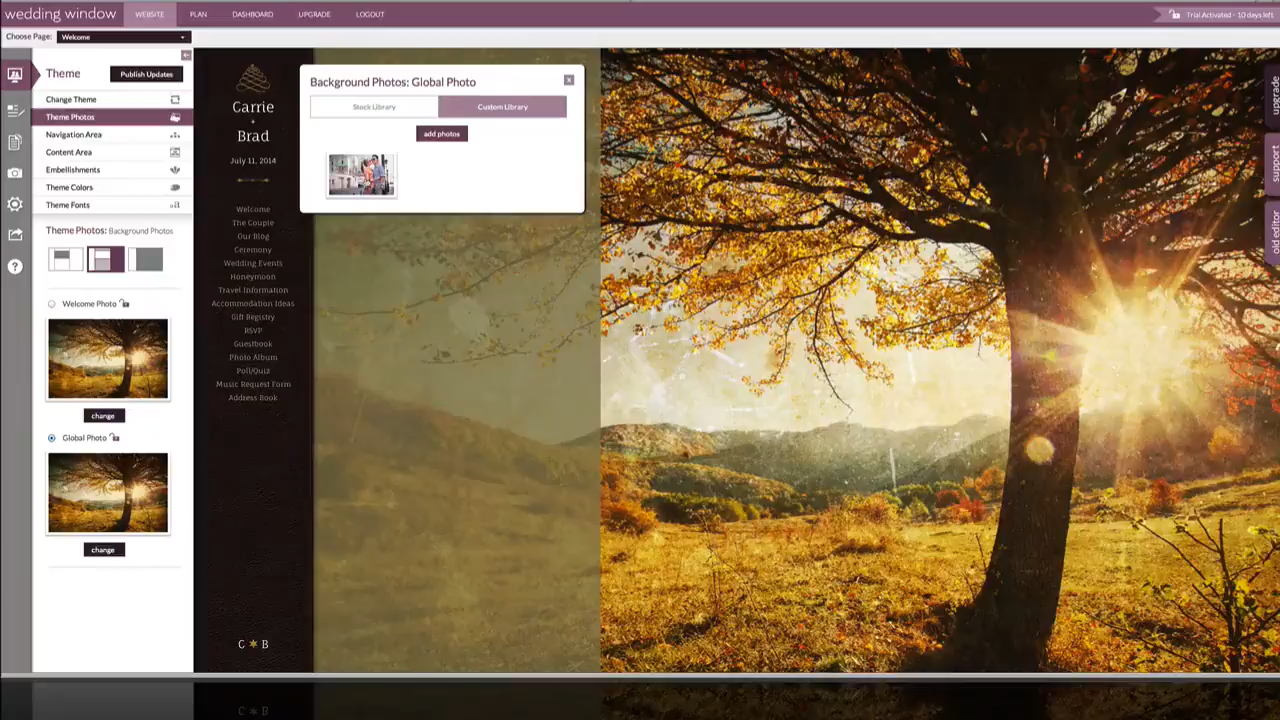 wedding window WEBSITE PLAN DASHBOARD UPGRADE LOGOUT Trial Activated - 10 days left
Choose Page: Welcome
Theme Publish Updates
Change Theme
Theme Photos
Navigation Area
Content Area
Embellishments
Theme Colors
Theme Fonts
Theme Photos: Background Photos
Welcome Photo
change
Global Photo
change
Carrie
+
Brad
July 11, 2014
Welcome
The Couple
Our Blog
Ceremony
Wedding Events
Honeymoon
Travel Information
Accommodation Ideas
Gift Registry
RSVP
Guestbook
Photo Album
Poll/Quiz
Music Request Form
Address Book
C B
Background Photos: Global Photo
Stock Library Custom Library
add photos
upgrade
support
old editor
C B